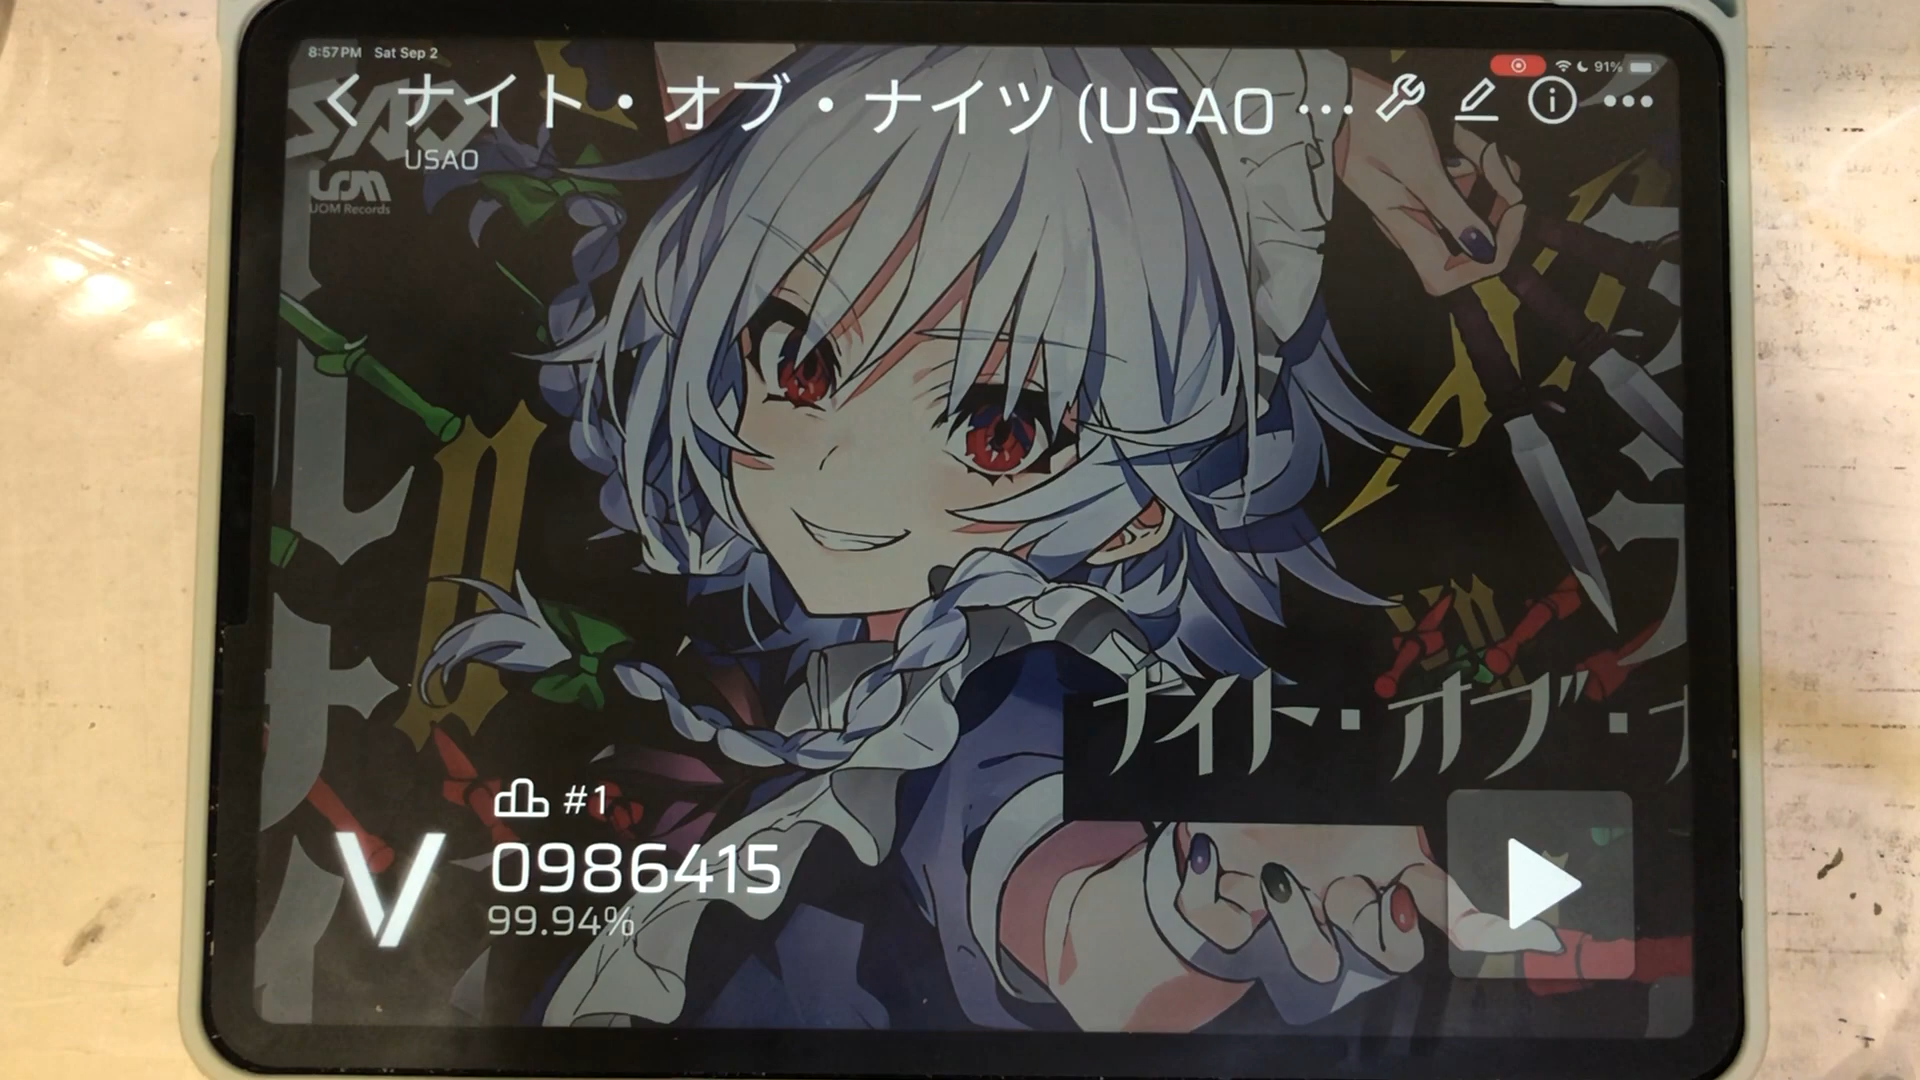 8:57 PM Sat Sep 2
91%
ナイト・オブ・ナイツ (USAO ...
USAO
USAO
UOM Records
ナイト・オブ・ナ
#1
V
0986415
99.94%